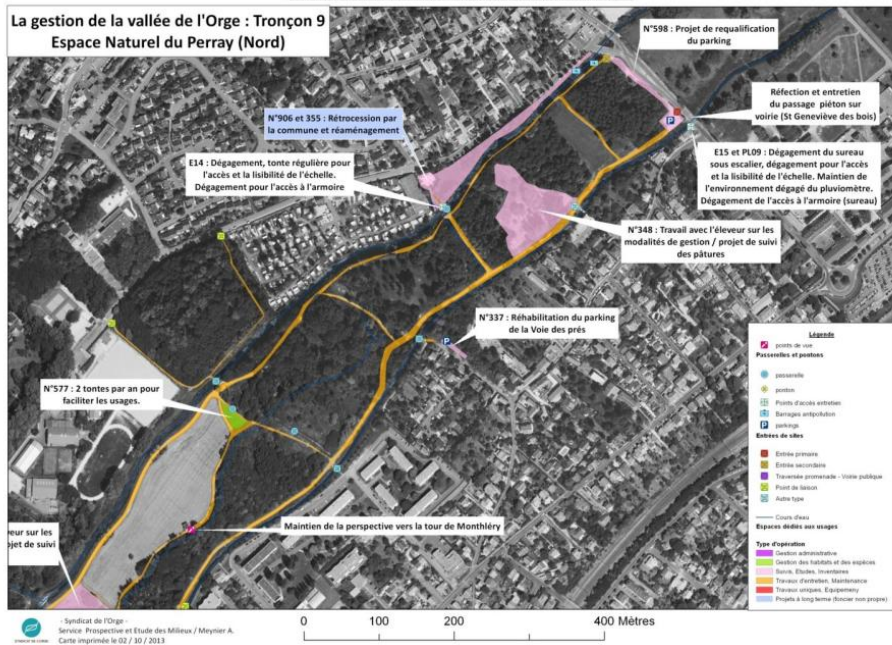 La gestion de la vallée de l'Orge : Tronçon 9
Espace Naturel du Perray (Nord)
N°598 : Projet de requalification
du parking
N°906 et 355 : Rétrocession par
la commune et réaménagement
Réfection et entretien
du passage piéton sur
voirie (St Geneviève des bois)
E14 : Dégagement, tonte régulière pour
l'accès et la lisibilité de l'échelle.
Dégagement pour l'accès à l'armoire
P
E15 et PL09 : Dégagement du sureau
sous escalier, dégagement pour l'accès
et la lisibilité de l'échelle. Maintien de
l'environnement dégagé du pluviomètre.
Dégagement de l'accès à l'armoire (sureau)
N°348 : Travail avec l'éleveur sur les
modalités de gestion / projet de suivi
des pâtures
P
N°337 : Réhabilitation du parking
de la Voie des prés
N°577 : 2 tontes par an pour
faciliter les usages.
Maintien de la perspective vers la tour de Monthléry
veur sur les
ojet de suivi
Légende
points de vue
Passerelles et pontons
passerelle
ponton
Points d'accès entretien
Barrages antipolution
P parkings
Entrées de sites
Entrée primaire
Entrée secondaire
Traversée promenade - Voirie publique
Point de liaison
Autre type
Cours d'eau
Espaces dédiés aux usages
Type d'opération
Gestion administrative
Gestion des habitats et des espèces
Suivis, Etudes, Inventaires
Travaux d'entretien, Maintenance
Travaux uniques, Equipemeny
Projets à long terme (foncier non propre)
- Syndicat de l'Orge -
Service Prospective et Etude des Milieux / Meynier A.
Carte imprimée le 02 / 10 / 2013
0 100 200 400 Mètres